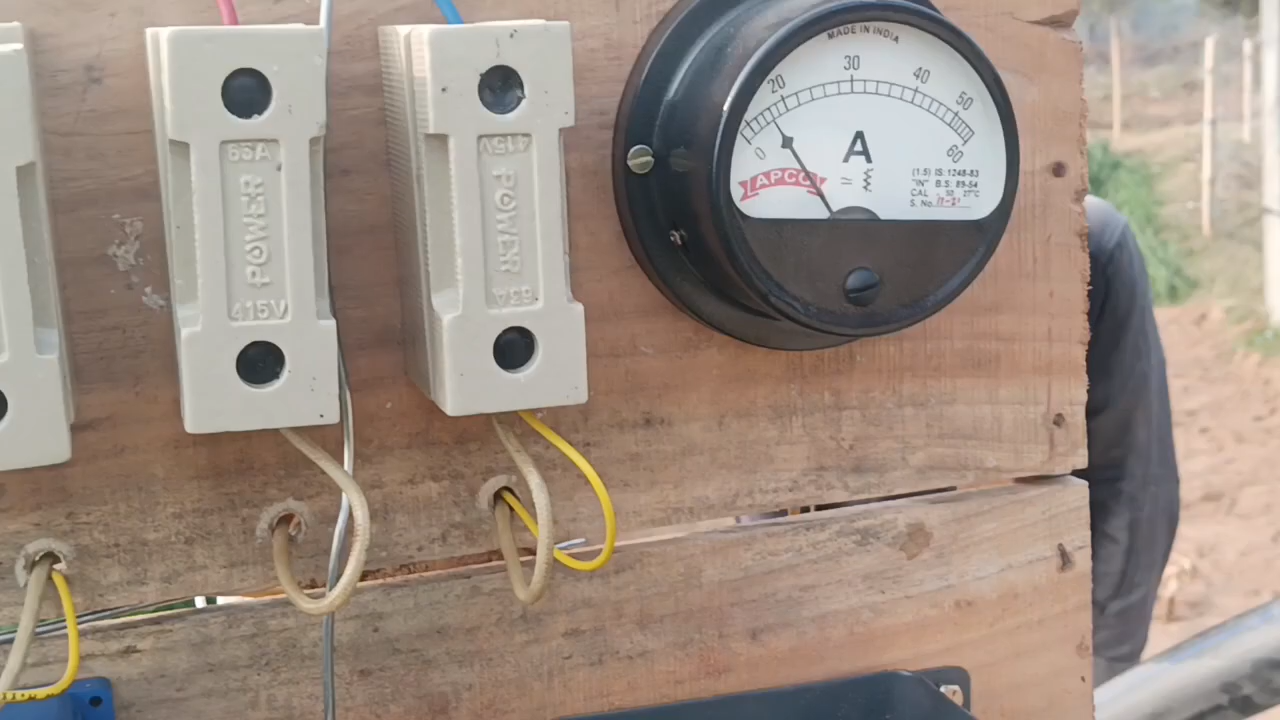 63A
POWER
415V
415V
POWER
63A
MADE IN INDIA
0
20
30
40
50
60
A
APCO
(1.5) IS:1248-83
"IN" B.S: 89-54
CAL
27°C
S. No.